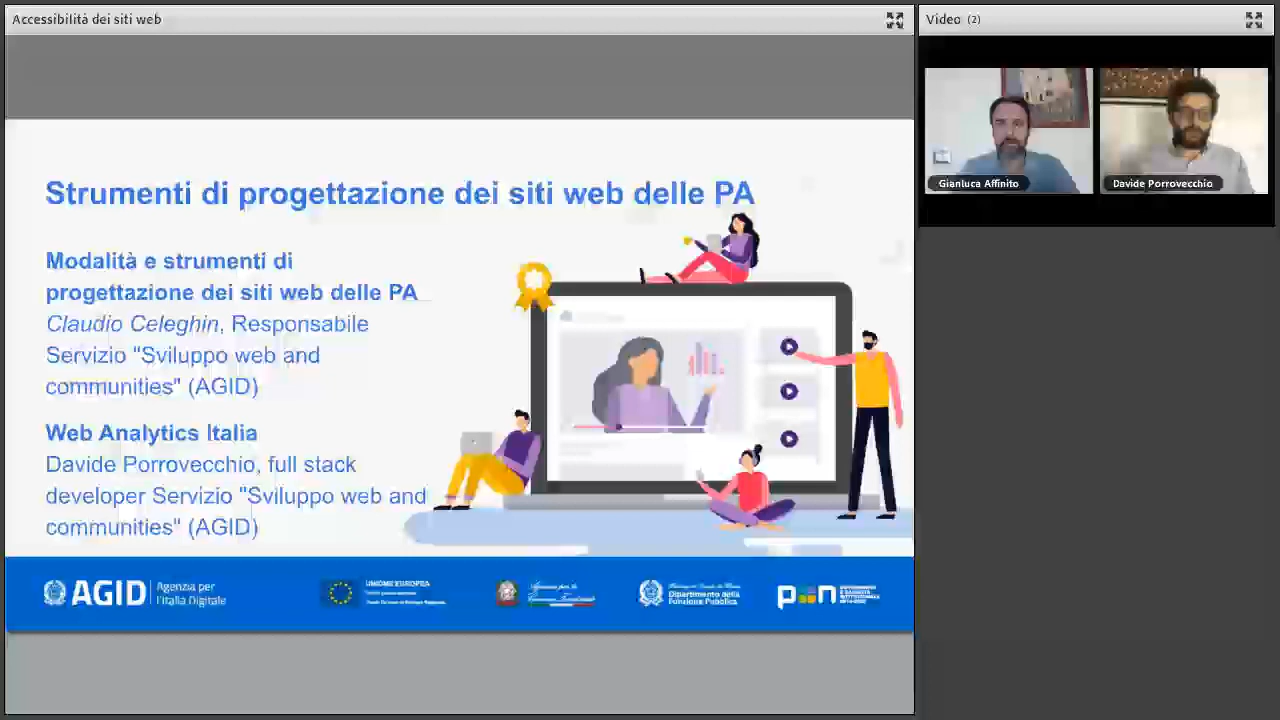 Accessibilità dei siti web
Video (2)
Gianluca Affinito
Davide Porrovecchio
Strumenti di progettazione dei siti web delle PA
Modalità e strumenti di
progettazione dei siti web delle PA
Claudio Celeghin, Responsabile
Servizio "Sviluppo web and
communities" (AGID)
Web Analytics Italia
Davide Porrovecchio, full stack
developer Servizio "Sviluppo web and
communities" (AGID)
AGID
Agenzia per
l'Italia Digitale
UNIONE EUROPEA
Dipartimento della
Funzione Pubblica
pon